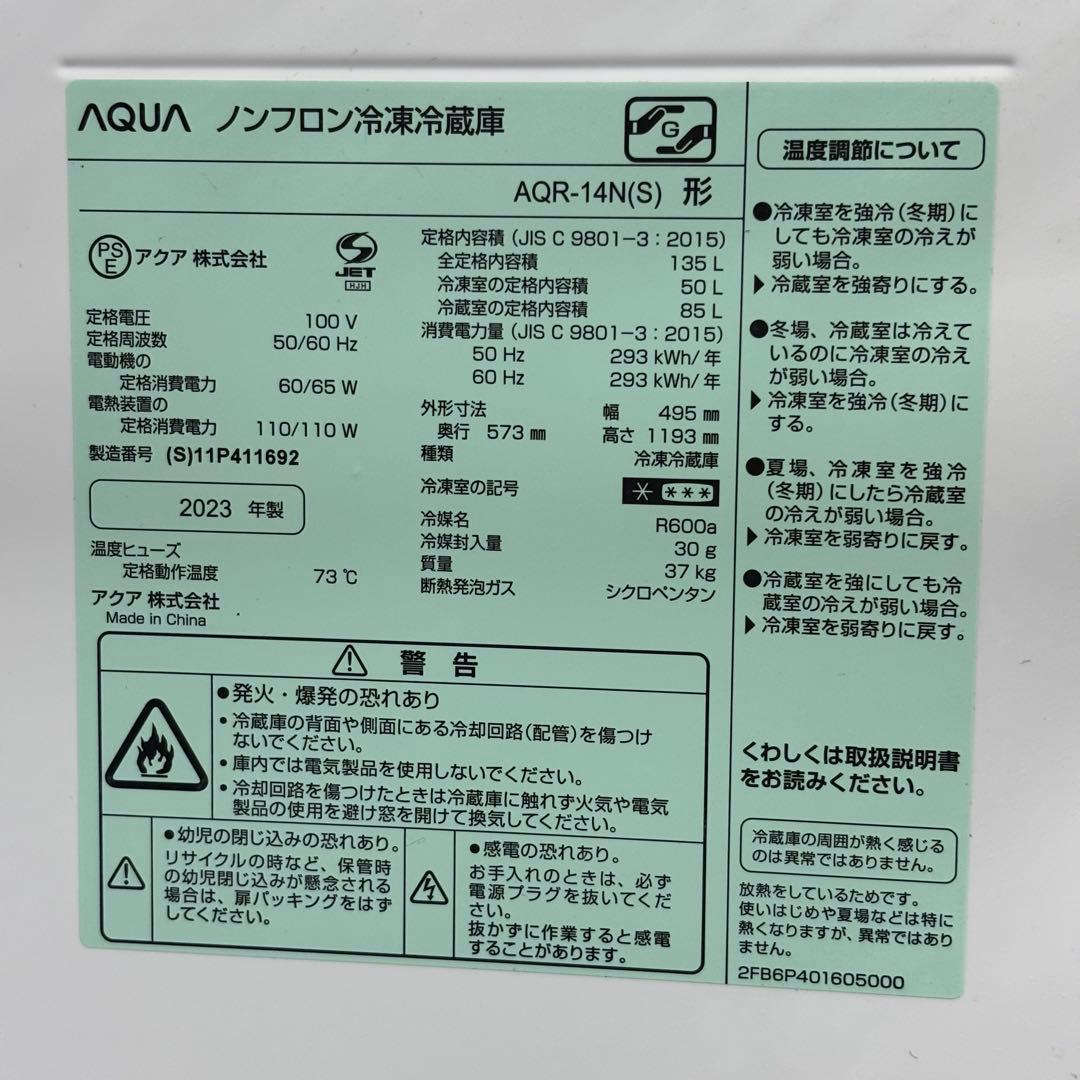 AQUA ノンフロン冷凍冷蔵庫
G
AQR-14N(S) 形
PS
E
アクア 株式会社
JET
HJH
定格電圧 100 V
定格周波数 50/60 Hz
電動機の
定格消費電力 60/65 W
電熱装置の
定格消費電力 110/110 W
製造番号 (S)11P411692
2023 年製
温度ヒューズ
定格動作温度 73 ℃
アクア 株式会社
Made in China
定格内容積 (JIS C 9801-3 : 2015)
全定格内容積 135 L
冷凍室の定格内容積 50 L
冷蔵室の定格内容積 85 L
消費電力量 (JIS C 9801-3 : 2015)
50 Hz 293 kWh/年
60 Hz 293 kWh/年
外形寸法 幅 495 ㎜
奥行 573 ㎜ 高さ 1193 ㎜
種類 冷凍冷蔵庫
冷凍室の記号 * ***
冷媒名 R600a
冷媒封入量 30 g
質量 37 kg
断熱発泡ガス シクロペンタン
警告
●発火・爆発の恐れあり
・冷蔵庫の背面や側面にある冷却回路(配管)を傷つけ
ないでください。
・庫内では電気製品を使用しないでください。
・冷却回路を傷つけたときは冷蔵庫に触れず火気や電気
製品の使用を避け窓を開けて換気してください。
●幼児の閉じ込みの恐れあり。
リサイクルの時など、保管時
の幼児閉じ込みが懸念される
場合は、扉パッキングをはず
してください。
●感電の恐れあり。
お手入れのときは、必ず
電源プラグを抜いてくだ
さい。
抜かずに作業すると感電
することがあります。
温度調節について
●冷凍室を強冷(冬期)に
しても冷凍室の冷えが
弱い場合。
▶冷蔵室を強寄りにする。
●冬場、冷蔵室は冷えて
いるのに冷凍室の冷え
が弱い場合。
▶冷凍室を強冷(冬期)に
する。
●夏場、冷凍室を強冷
(冬期)にしたら冷蔵室
の冷えが弱い場合。
▶冷凍室を弱寄りに戻す。
●冷蔵室を強にしても冷
蔵室の冷えが弱い場合。
▶冷凍室を弱寄りに戻す。
くわしくは取扱説明書
をお読みください。
冷蔵庫の周囲が熱く感じる
のは異常ではありません。
放熱をしているためです。
使いはじめや夏場などは特に
熱くなりますが、異常ではあり
ません。
2FB6P401605000